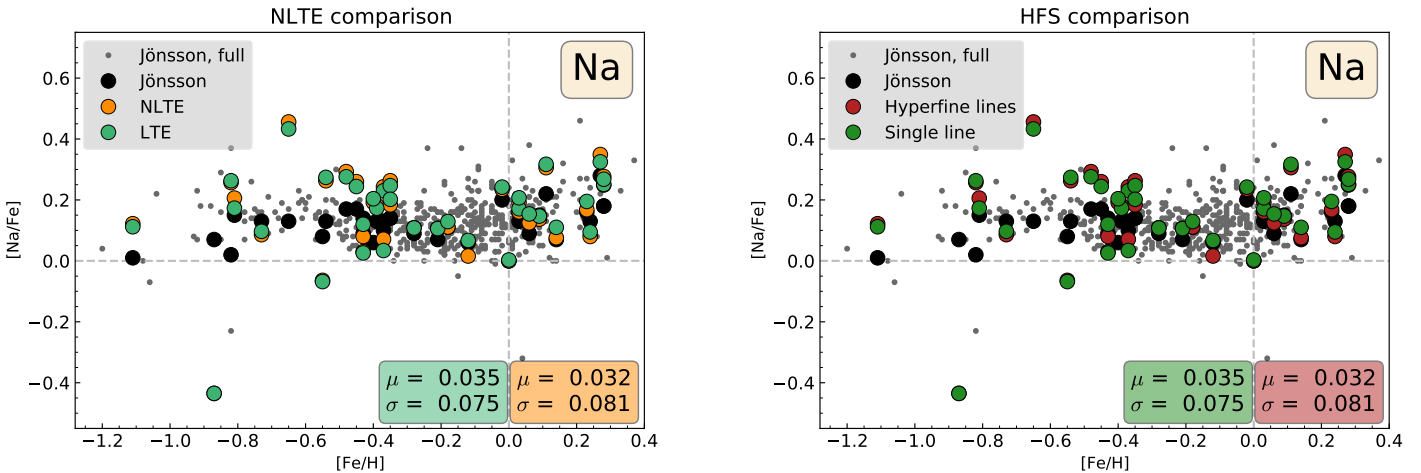 NLTE comparison
Jönsson, full
Jönsson
NLTE
LTE
Na
[Na/Fe]
0.6
0.4
0.2
0.0
−0.2
−0.4
μ = 0.035
σ = 0.075
μ = 0.032
σ = 0.081
−1.2 −1.0 −0.8 −0.6 −0.4 −0.2 0.0 0.2 0.4
[Fe/H]
HFS comparison
Jönsson, full
Jönsson
Hyperfine lines
Single line
Na
[Na/Fe]
0.6
0.4
0.2
0.0
−0.2
−0.4
μ = 0.035
σ = 0.075
μ = 0.032
σ = 0.081
−1.2 −1.0 −0.8 −0.6 −0.4 −0.2 0.0 0.2 0.4
[Fe/H]